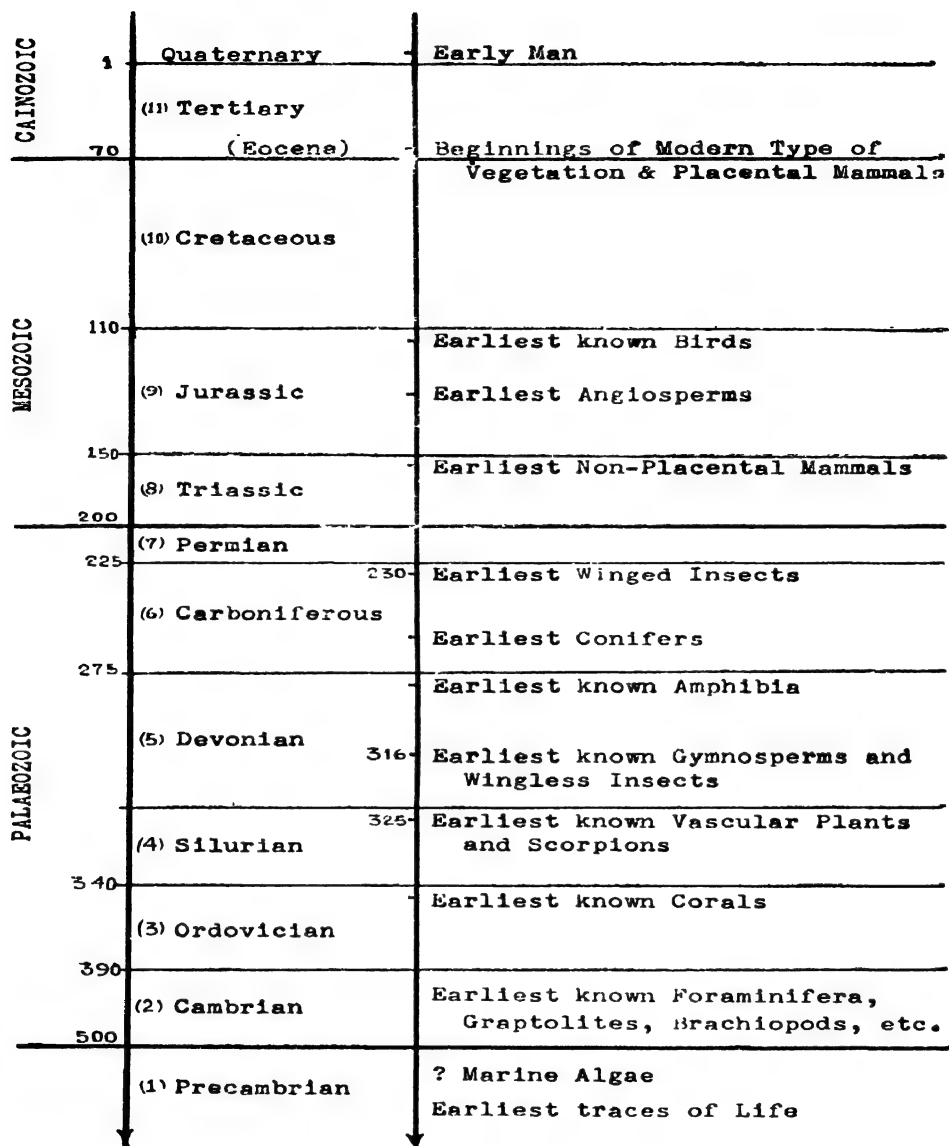 CAINOZOIC
1
Quaternary
Early Man
(11) Tertiary
70
(Eocene)
Beginnings of Modern Type of
Vegetation & Placental Mammals
(10) Cretaceous
MESOZOIC
110
Earliest known Birds
(9) Jurassic
Earliest Angiosperms
150
Earliest Non-Placental Mammals
(8) Triassic
200
(7) Permian
225
230
Earliest Winged Insects
(6) Carboniferous
Earliest Conifers
275
Earliest known Amphibia
PALAEOZOIC
(5) Devonian
316
Earliest known Gymnosperms and
Wingless Insects
325
Earliest known Vascular Plants
and Scorpions
(4) Silurian
340
Earliest known Corals
(3) Ordovician
390
(2) Cambrian
Earliest known Foraminifera,
Graptolites, Brachiopods, etc.
500
(1) Precambrian
? Marine Algae
Earliest traces of Life